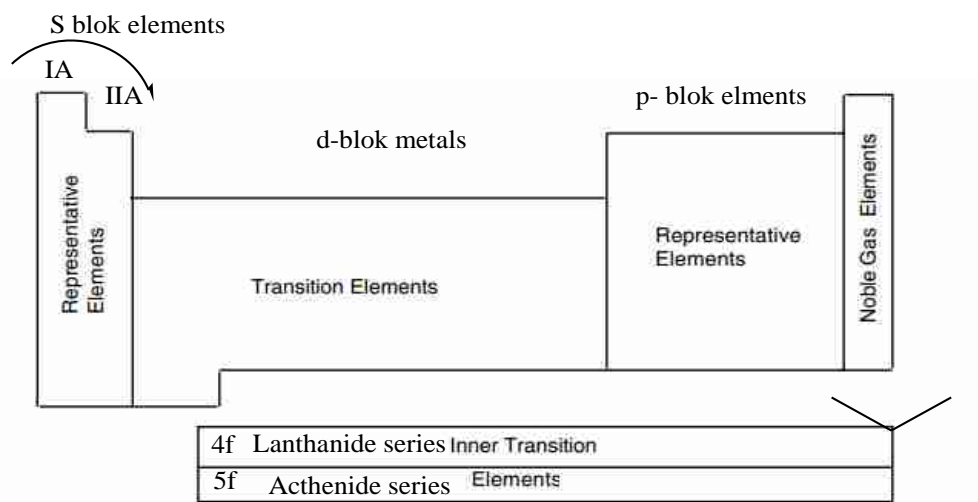 S blok elements
IA
IIA
p- blok elments
d-blok metals
Representative
Elements
Transition Elements
Representative
Elements
Noble Gas Elements
4f Lanthanide series Inner Transition
5f Acthenide series Elements